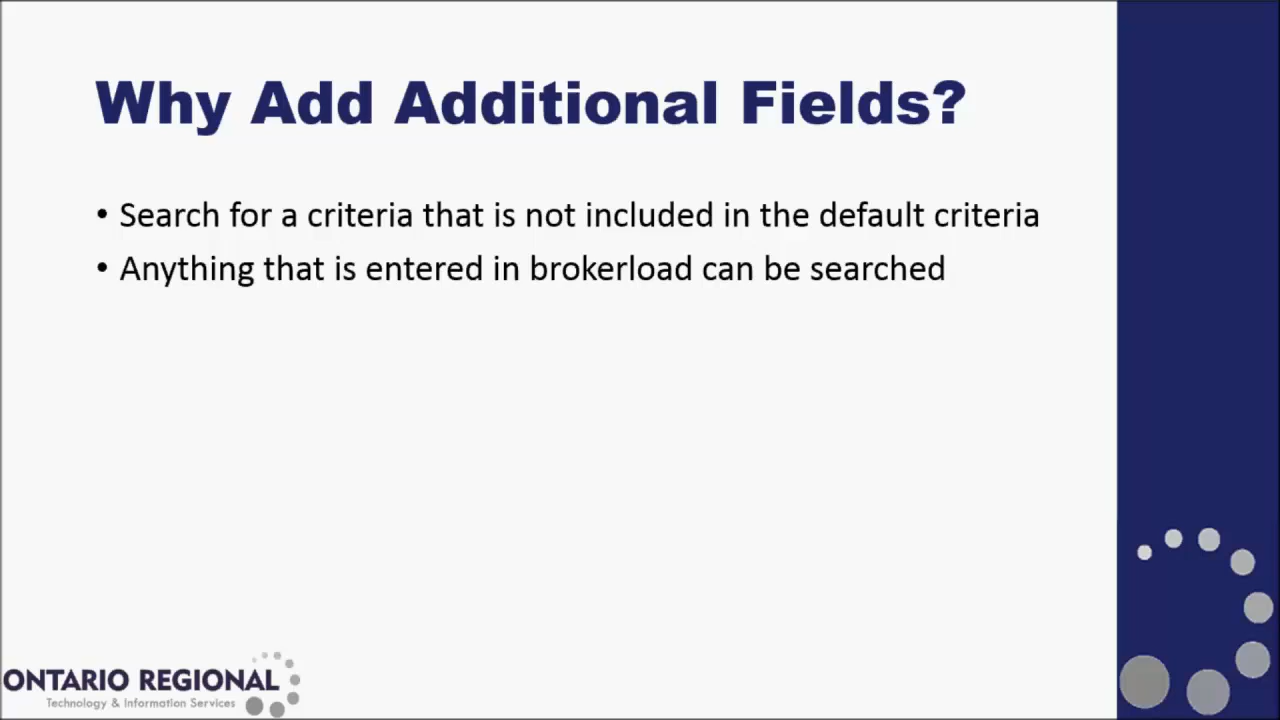 Why Add Additional Fields?
• Search for a criteria that is not included in the default criteria
• Anything that is entered in brokerload can be searched
ONTARIO REGIONAL
Technology & Information Services